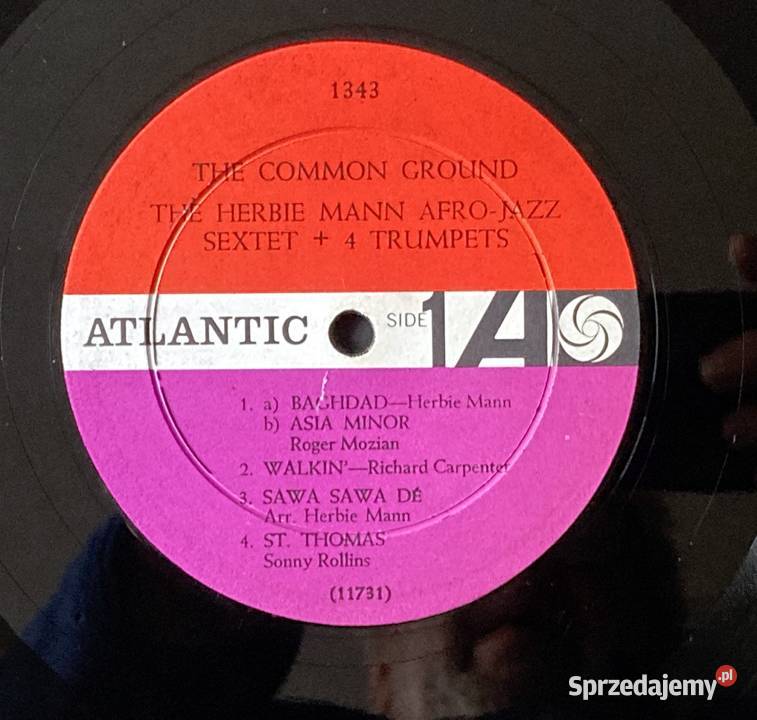 1343
THE COMMON GROUND
THE HERBIE MANN AFRO-JAZZ
SEXTET + 4 TRUMPETS
ATLANTIC SIDE 1 A
1. a) BAGHDAD—Herbie Mann
b) ASIA MINOR
Roger Mozian
2. WALKIN'—Richard Carpenter
3. SAWA SAWA DÉ
Arr. Herbie Mann
4. ST. THOMAS
Sonny Rollins
(11731)
Sprzedajemy.pl